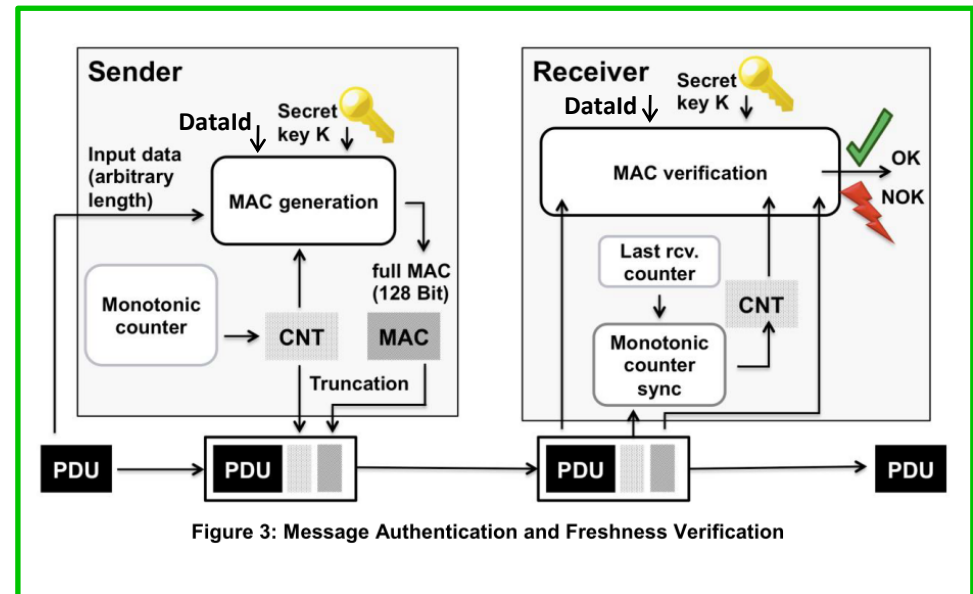 Sender
DataId
Secret
key K
Input data
(arbitrary
length)
MAC generation
full MAC
(128 Bit)
Monotonic
counter
CNT
MAC
Truncation
Receiver
DataId
Secret
key K
MAC verification
OK
NOK
Last rcv.
counter
CNT
Monotonic
counter
sync
PDU
PDU
PDU
PDU
Figure 3: Message Authentication and Freshness Verification